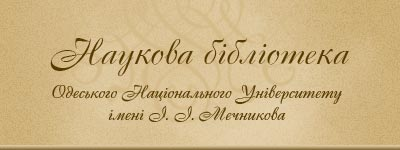 Наукова бібліотека
Одеського Національного Університету
імені І. І. Мечникова